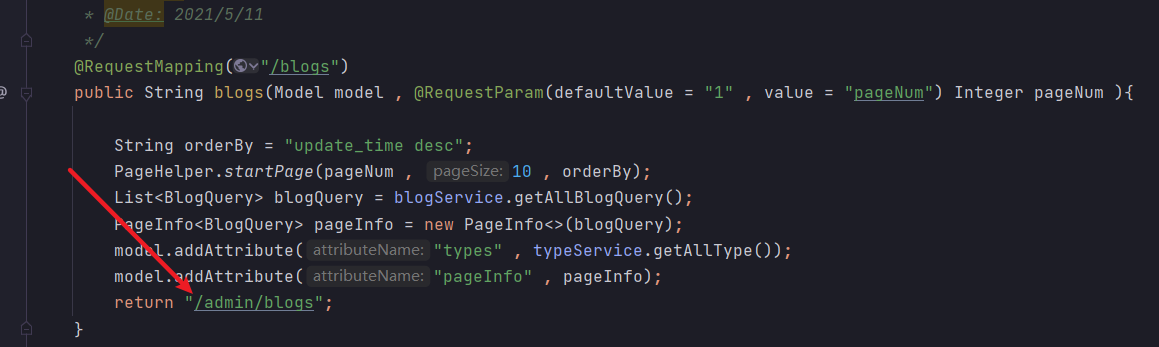 * @Date: 2021/5/11
*/
@RequestMapping("/blogs")
public String blogs(Model model , @RequestParam(defaultValue = "1" , value = "pageNum") Integer pageNum ){
String orderBy = "update_time desc";
PageHelper.startPage(pageNum , pageSize: 10 , orderBy);
List<BlogQuery> blogQuery = blogService.getAllBlogQuery();
PageInfo<BlogQuery> pageInfo = new PageInfo<>(blogQuery);
model.addAttribute( attributeName: "types" , typeService.getAllType());
model.addAttribute( attributeName: "pageInfo" , pageInfo);
return "/admin/blogs";
}